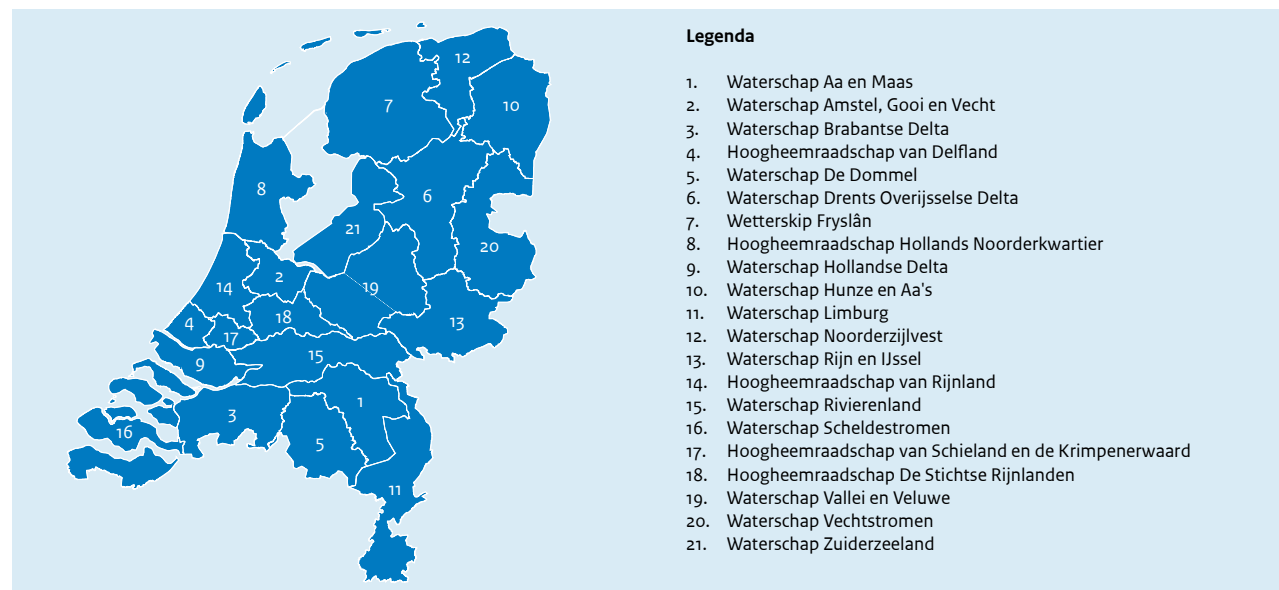 12
7
10
8
6
21
20
2
19
14
18
4
13
17
15
9
1
3
16
5
11
Legenda
1. Waterschap Aa en Maas
2. Waterschap Amstel, Gooi en Vecht
3. Waterschap Brabantse Delta
4. Hoogheemraadschap van Delfland
5. Waterschap De Dommel
6. Waterschap Drents Overijsselse Delta
7. Wetterskip Fryslân
8. Hoogheemraadschap Hollands Noorderkwartier
9. Waterschap Hollandse Delta
10. Waterschap Hunze en Aa's
11. Waterschap Limburg
12. Waterschap Noorderzijlvest
13. Waterschap Rijn en IJssel
14. Hoogheemraadschap van Rijnland
15. Waterschap Rivierenland
16. Waterschap Scheldestromen
17. Hoogheemraadschap van Schieland en de Krimpenerwaard
18. Hoogheemraadschap De Stichtse Rijnlanden
19. Waterschap Vallei en Veluwe
20. Waterschap Vechtstromen
21. Waterschap Zuiderzeeland